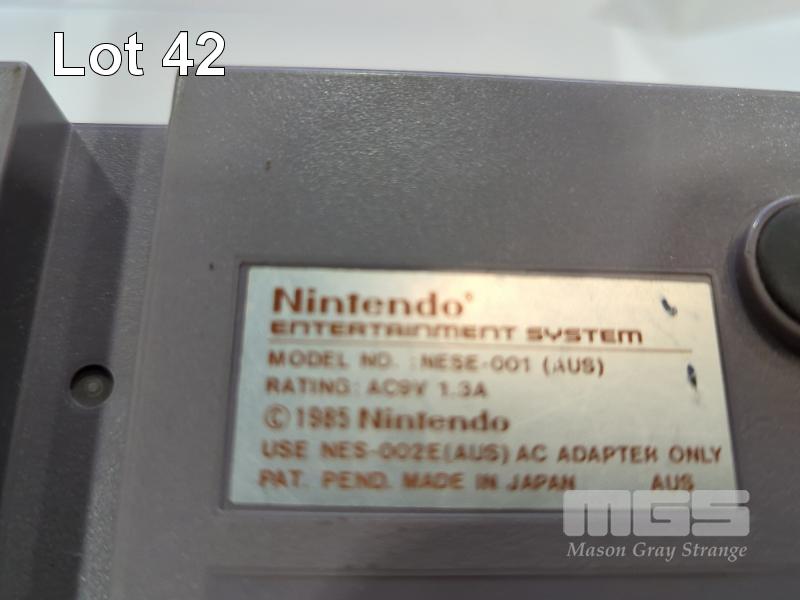 Lot 42
Nintendo®
ENTERTAINMENT SYSTEM
MODEL NO. :NESE-001 (AUS)
RATING: AC9V 1.3A
©1985 Nintendo
USE NES-002E(AUS) AC ADAPTER ONLY
PAT. PEND. MADE IN JAPAN AUS
MGS
Mason Gray Strange